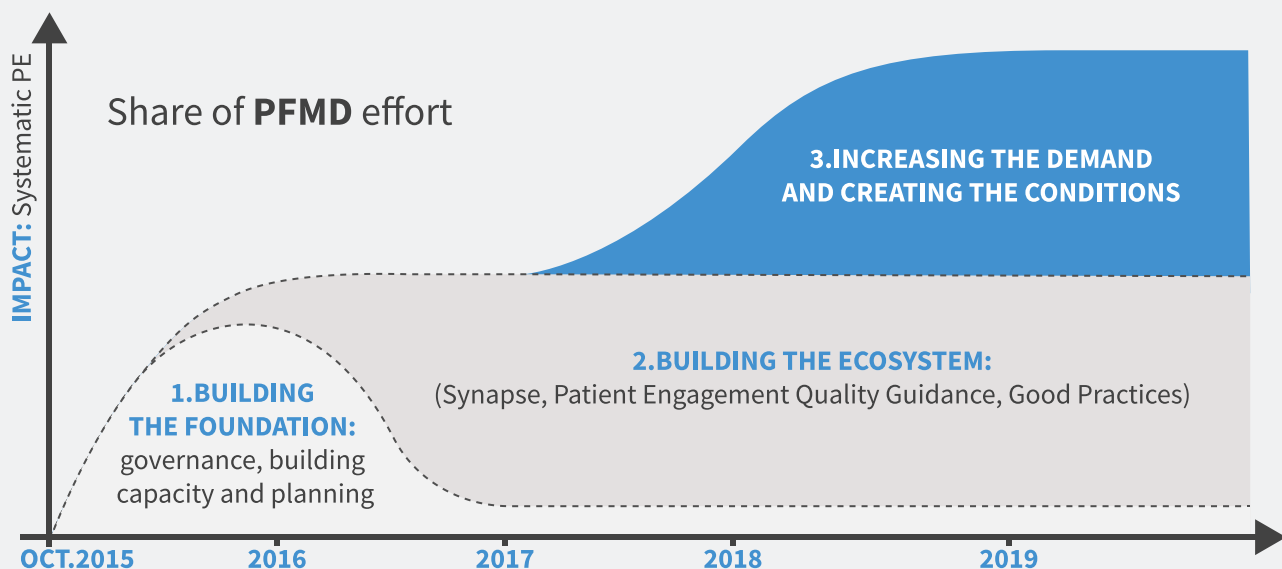 IMPACT: Systematic PE
Share of PFMD effort
3.INCREASING THE DEMAND
AND CREATING THE CONDITIONS
2.BUILDING THE ECOSYSTEM:
(Synapse, Patient Engagement Quality Guidance, Good Practices)
1.BUILDING
THE FOUNDATION:
governance, building
capacity and planning
OCT.2015 2016 2017 2018 2019